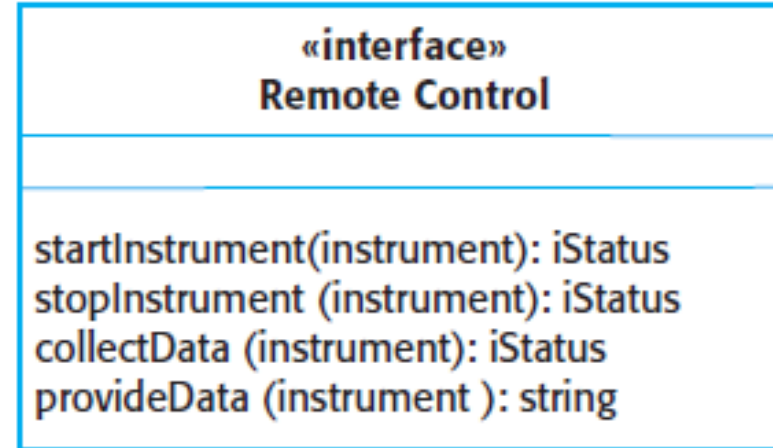 «interface»
Remote Control
startInstrument(instrument): iStatus
stopInstrument (instrument): iStatus
collectData (instrument): iStatus
provideData (instrument ): string